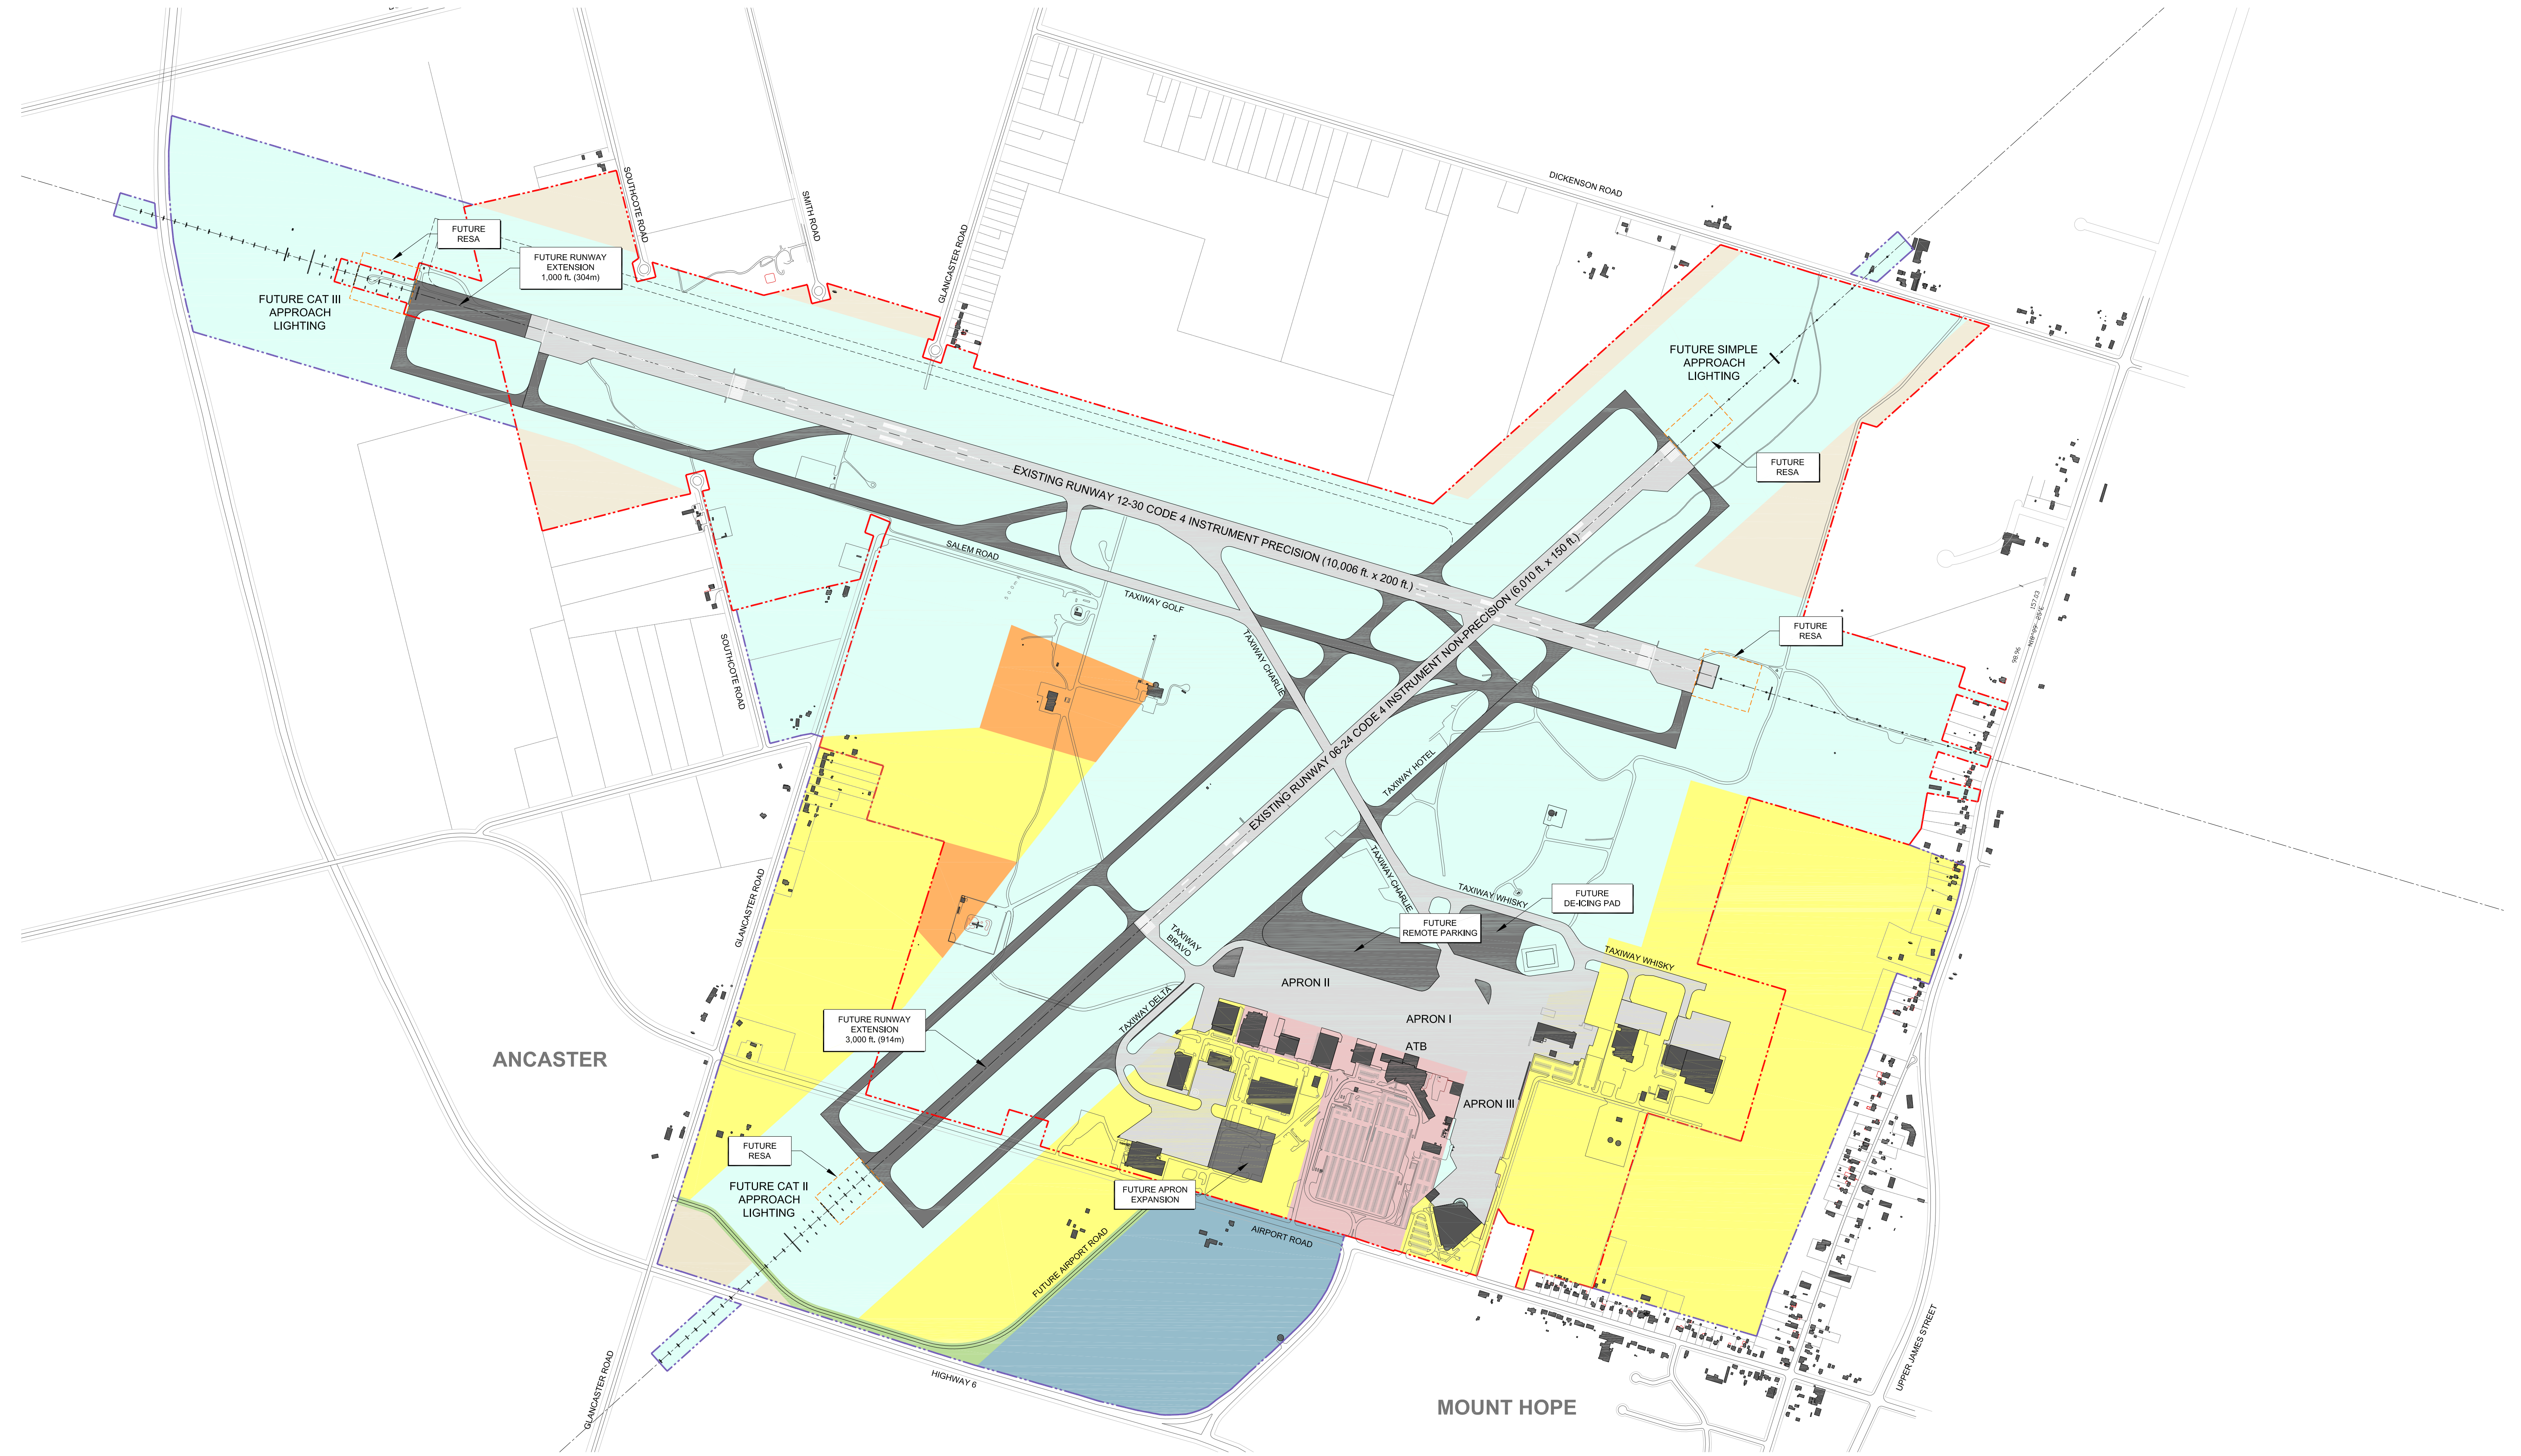 SOUTHCOTE ROAD
SMITH ROAD
GLANCASTER ROAD
DICKENSON ROAD
FUTURE
RESA
FUTURE RUNWAY
EXTENSION
1,000 ft. (304m)
FUTURE CAT III
APPROACH
LIGHTING
FUTURE SIMPLE
APPROACH
LIGHTING
FUTURE
RESA
EXISTING RUNWAY 12-30 CODE 4 INSTRUMENT PRECISION (10,006 ft. x 200 ft.)
EXISTING RUNWAY 06-24 CODE 4 INSTRUMENT NON-PRECISION (6,010 ft. x 150 ft.)
SALEM ROAD
TAXIWAY GOLF
TAXIWAY CHARLIE
FUTURE
RESA
157.03
98.96
SOUTHCOTE ROAD
TAXIWAY HOTEL
TAXIWAY CHARLIE
TAXIWAY WHISKY
FUTURE
DE-ICING PAD
FUTURE
REMOTE PARKING
GLANCASTER ROAD
TAXIWAY
BRAVO
TAXIWAY WHISKY
APRON II
TAXIWAY DELTA
APRON I
ATB
FUTURE RUNWAY
EXTENSION
3,000 ft. (914m)
ANCASTER
APRON III
FUTURE
RESA
FUTURE CAT II
APPROACH
LIGHTING
FUTURE APRON
EXPANSION
AIRPORT ROAD
FUTURE AIRPORT ROAD
HIGHWAY 6
GLANCASTER ROAD
UPPER JAMES STREET
MOUNT HOPE